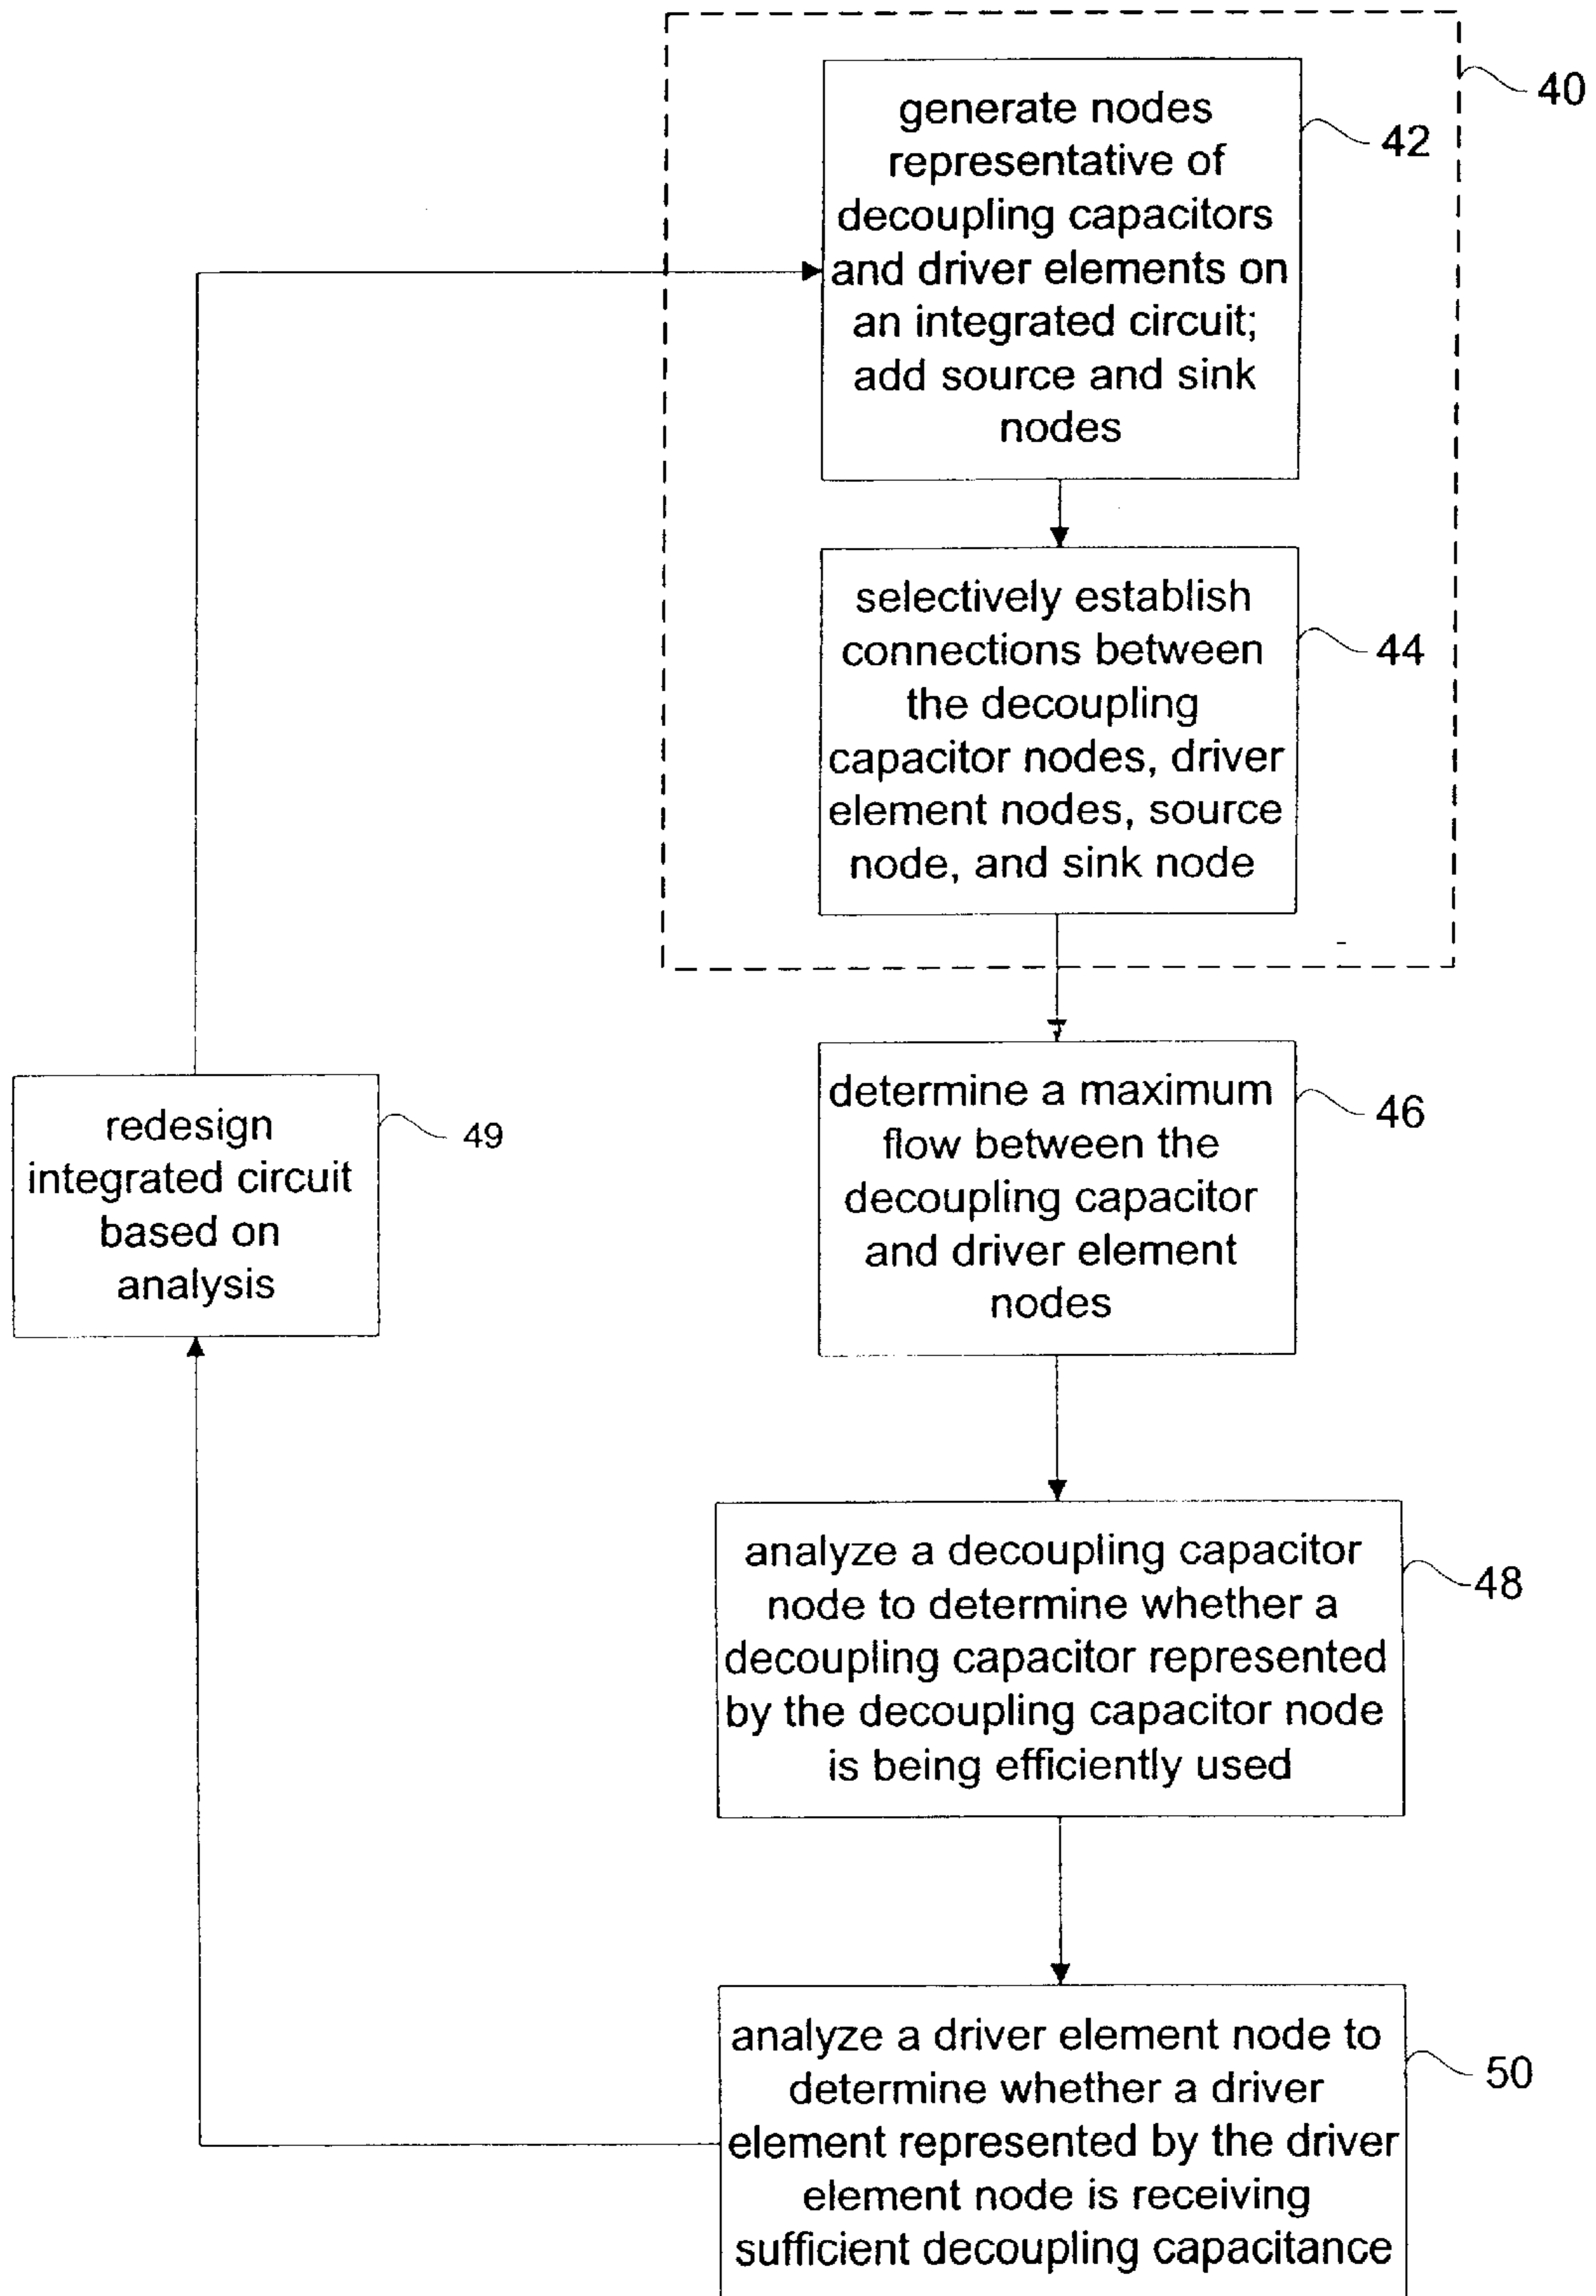 40
generate nodes
representative of
decoupling capacitors
and driver elements on
an integrated circuit;
add source and sink
nodes
42
selectively establish
connections between
the decoupling
capacitor nodes, driver
element nodes, source
node, and sink node
44
determine a maximum
flow between the
decoupling capacitor
and driver element
nodes
46
redesign
integrated circuit
based on
analysis
49
analyze a decoupling capacitor
node to determine whether a
decoupling capacitor represented
by the decoupling capacitor node
is being efficiently used
48
analyze a driver element node to
determine whether a driver
element represented by the driver
element node is receiving
sufficient decoupling capacitance
50